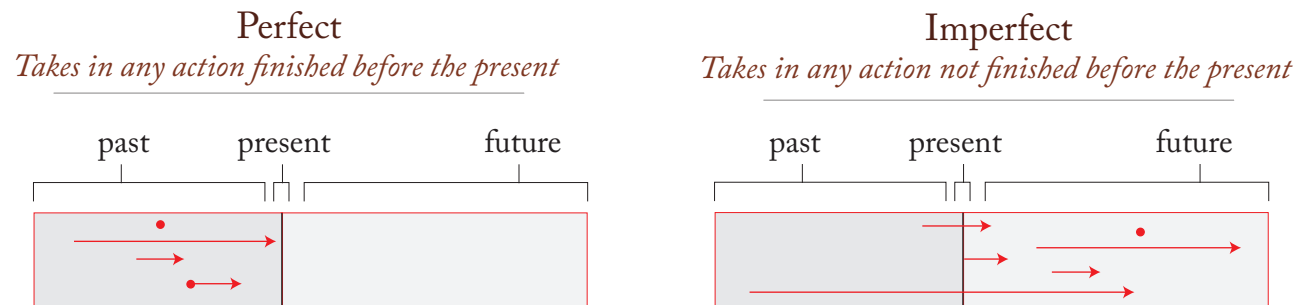 Perfect
Takes in any action finished before the present
past present future
Imperfect
Takes in any action not finished before the present
past present future